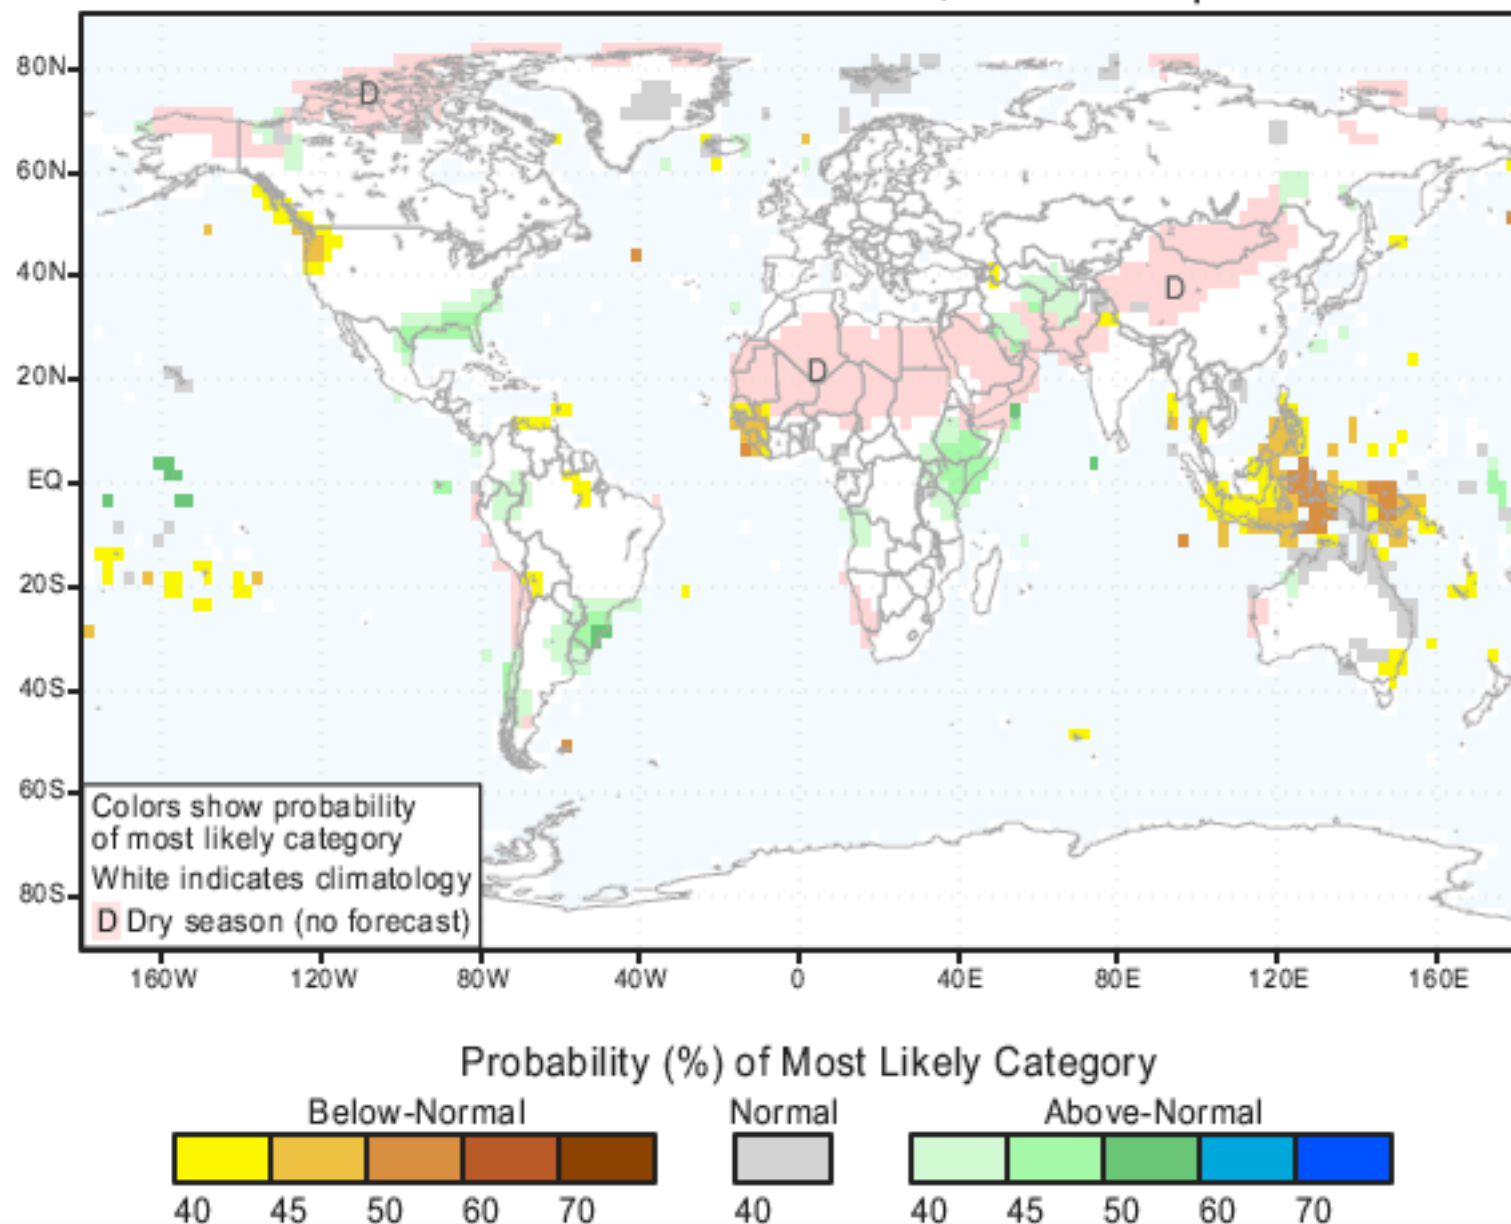 80N
60N
40N
20N
EQ
20S
40S
60S
80S
D
D
D
Colors show probability
of most likely category
White indicates climatology
D Dry season (no forecast)
160W 120W 80W 40W 0 40E 80E 120E 160E
Probability (%) of Most Likely Category
Below-Normal Normal Above-Normal
40 45 50 60 70 40 40 45 50 60 70